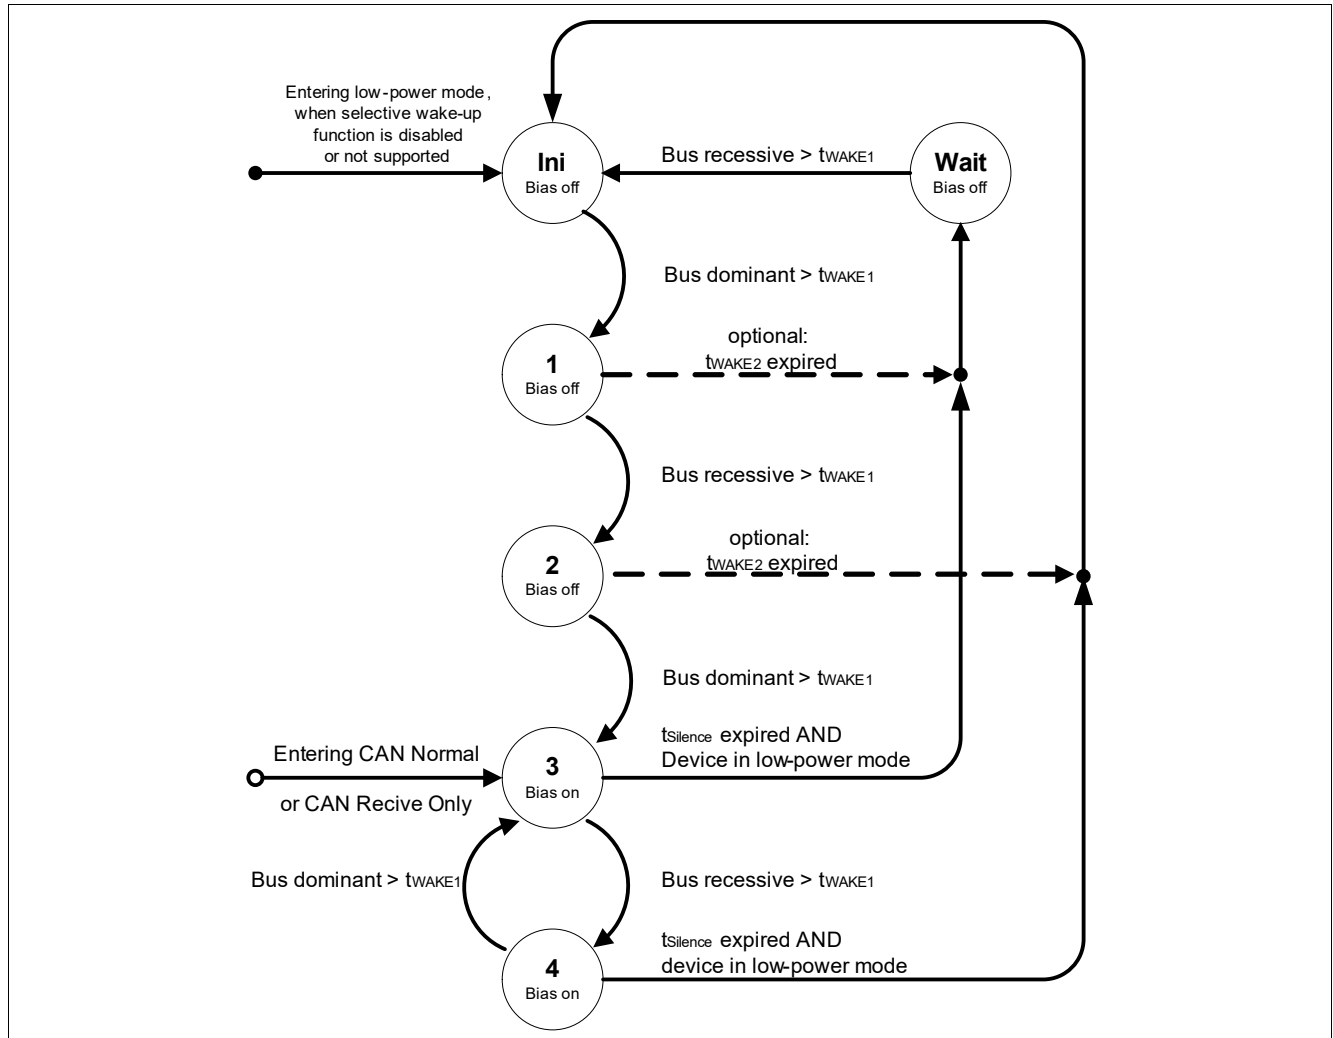 Entering low-power mode,
when selective wake-up
function is disabled
or not supported
Ini
Bias off
Bus recessive > tWAKE1
Wait
Bias off
Bus dominant > tWAKE1
1
Bias off
optional:
tWAKE2 expired
Bus recessive > tWAKE1
2
Bias off
optional:
tWAKE2 expired
Bus dominant > tWAKE1
Entering CAN Normal
or CAN Recive Only
3
Bias on
tSilence expired AND
Device in low-power mode
Bus dominant > tWAKE1
Bus recessive > tWAKE1
4
Bias on
tSilence expired AND
device in low-power mode